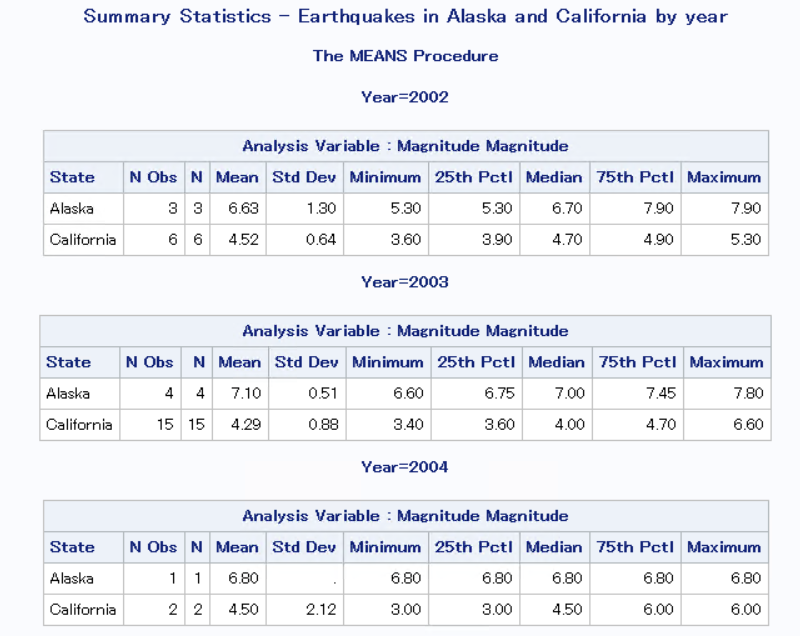 Summary Statistics - Earthquakes in Alaska and California by year
The MEANS Procedure
Year=2002
Analysis Variable : Magnitude Magnitude
State N Obs N Mean Std Dev Minimum 25th Pctl Median 75th Pctl Maximum
Alaska 3 3 6.63 1.30 5.30 5.30 6.70 7.90 7.90
California 6 6 4.52 0.64 3.60 3.90 4.70 4.90 5.30
Year=2003
Analysis Variable : Magnitude Magnitude
State N Obs N Mean Std Dev Minimum 25th Pctl Median 75th Pctl Maximum
Alaska 4 4 7.10 0.51 6.60 6.75 7.00 7.45 7.80
California 15 15 4.29 0.88 3.40 3.60 4.00 4.70 6.60
Year=2004
Analysis Variable : Magnitude Magnitude
State N Obs N Mean Std Dev Minimum 25th Pctl Median 75th Pctl Maximum
Alaska 1 1 6.80 . 6.80 6.80 6.80 6.80 6.80
California 2 2 4.50 2.12 3.00 3.00 4.50 6.00 6.00